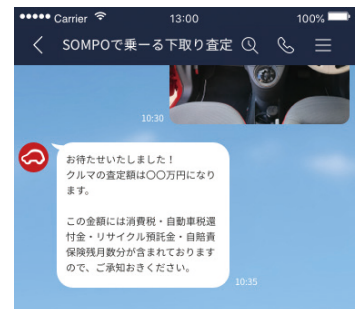 Carrier 13:00 100%
SOMPOで乗ーる下取り査定
10:30
お待たせいたしました！
クルマの査定額は〇〇万円になり
ます。
この金額には消費税・自動車税還
付金・リサイクル預託金・自賠責
保険残月数分が含まれております
ので、ご承知おきください。
10:35